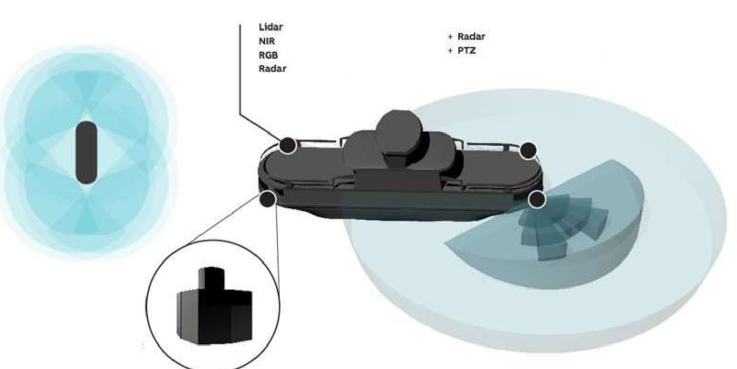 Lidar
NIR
RGB
Radar
+ Radar
+ PTZ